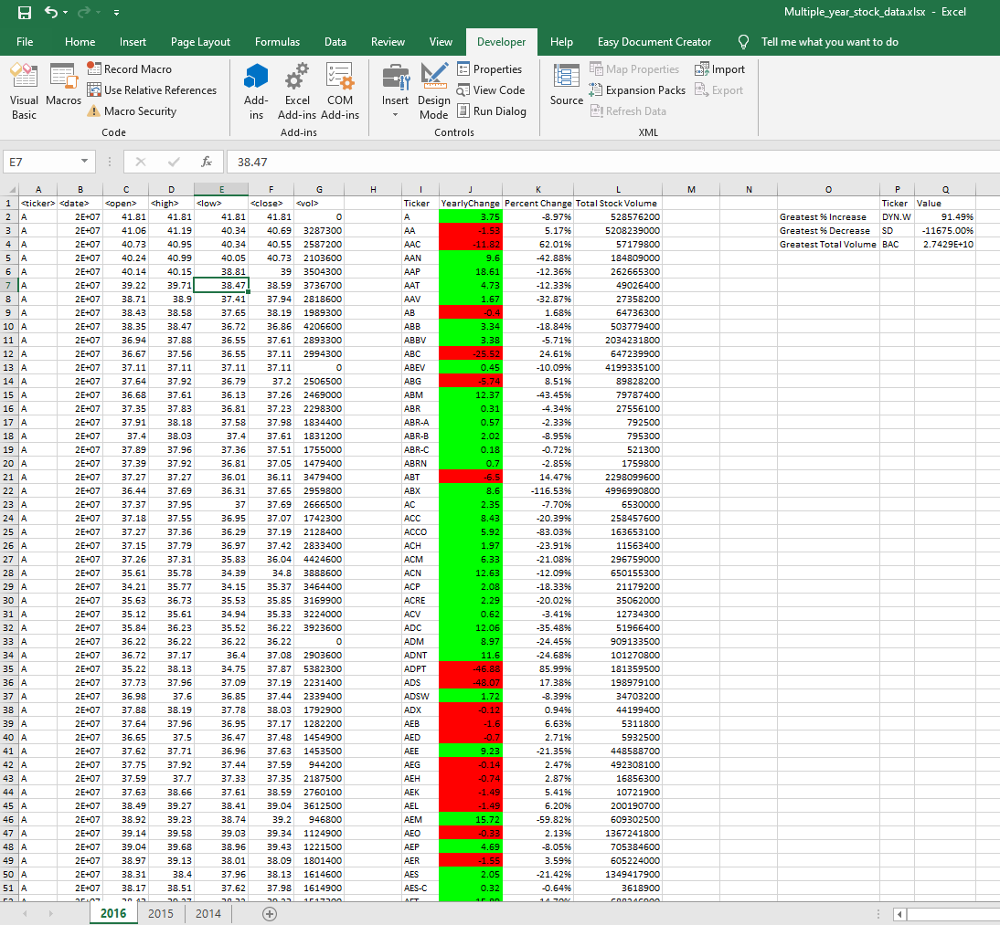 Multiple_year_stock_data.xlsx - Excel
File Home Insert Page Layout Formulas Data Review View Developer Help Easy Document Creator Tell me what you want to do
Visual Basic
Macros
Record Macro
Use Relative References
Macro Security
Code
Add-ins
Excel Add-ins
COM Add-ins
Add-ins
Insert
Design Mode
Properties
View Code
Run Dialog
Controls
Source
Map Properties
Expansion Packs
Refresh Data
Import
Export
XML
E7 fx 38.47
A B C D E F G H I J K L M N O P Q
1 <ticker> <date> <open> <high> <low> <close> <vol> Ticker YearlyChange Percent Change Total Stock Volume Ticker Value
2 A 2E+07 41.81 41.81 41.81 41.81 0 A 3.75 -8.97% 528576200 Greatest % Increase DYN.W 91.49%
3 A 2E+07 41.06 41.19 40.34 40.69 3287300 AA -1.53 5.17% 5208239000 Greatest % Decrease SD -11675.00%
4 A 2E+07 40.73 40.95 40.34 40.55 2587200 AAC -11.82 62.01% 57179800 Greatest Total Volume BAC 2.7429E+10
5 A 2E+07 40.24 40.99 40.05 40.73 2103600 AAN 9.6 -42.88% 184809000
6 A 2E+07 40.14 40.15 38.81 39 3504300 AAP 18.61 -12.36% 262665300
7 A 2E+07 39.22 39.71 38.47 38.59 3736700 AAT 4.73 -12.33% 49026400
8 A 2E+07 38.71 38.9 37.41 37.94 2818600 AAV 1.67 -32.87% 27358200
9 A 2E+07 38.43 38.58 37.65 38.19 1989300 AB -0.4 1.68% 64736300
10 A 2E+07 38.35 38.47 36.72 36.86 4206600 ABB 3.34 -18.84% 503779400
11 A 2E+07 36.94 37.88 36.55 37.61 2893300 ABBV 3.38 -5.71% 2034231800
12 A 2E+07 36.67 37.56 36.55 37.11 2994300 ABC -25.52 24.61% 647239900
13 A 2E+07 37.11 37.11 37.11 37.11 0 ABEV 0.45 -10.09% 4199335100
14 A 2E+07 37.64 37.92 36.79 37.2 2506500 ABG -5.74 8.51% 89828200
15 A 2E+07 36.68 37.61 36.13 37.26 2469000 ABM 12.37 -43.45% 79787400
16 A 2E+07 37.35 37.83 36.81 37.23 2298300 ABR 0.31 -4.34% 27556100
17 A 2E+07 37.91 38.18 37.58 37.98 1834400 ABR-A 0.57 -2.33% 792500
18 A 2E+07 37.4 38.03 37.4 37.61 1831200 ABR-B 2.02 -8.95% 795300
19 A 2E+07 37.89 37.96 37.36 37.51 1755000 ABR-C 0.18 -0.72% 521300
20 A 2E+07 37.39 37.92 36.81 37.05 1479400 ABRN 0.7 -2.85% 1759800
21 A 2E+07 37.27 37.27 36.01 36.11 3479400 ABT -6.5 14.47% 2298099600
22 A 2E+07 36.44 37.69 36.31 37.65 2959800 ABX 8.6 -116.53% 4996990800
23 A 2E+07 37.37 37.95 37 37.69 2666500 AC 2.35 -7.70% 6530000
24 A 2E+07 37.18 37.55 36.95 37.07 1742300 ACC 8.43 -20.39% 258457600
25 A 2E+07 37.27 37.36 36.29 37.19 2128400 ACCO 5.92 -83.03% 163653100
26 A 2E+07 37.15 37.79 36.97 37.42 2833400 ACH 1.97 -23.91% 11563400
27 A 2E+07 37.26 37.31 35.83 36.04 4424600 ACM 6.33 -21.08% 296759000
28 A 2E+07 35.61 35.78 34.39 34.8 3888600 ACN 12.63 -12.09% 650155300
29 A 2E+07 34.21 35.77 34.15 35.37 3464400 ACP 2.08 -18.33% 21179200
30 A 2E+07 35.63 36.73 35.53 35.85 3169900 ACRE 2.29 -20.02% 35062000
31 A 2E+07 35.12 35.61 34.94 35.33 3224000 ACV 0.62 -3.41% 12734300
32 A 2E+07 35.84 36.23 35.52 36.22 3923600 ADC 12.06 -35.48% 51966400
33 A 2E+07 36.22 36.22 36.22 36.22 0 ADM 8.97 -24.45% 909133500
34 A 2E+07 36.72 37.17 36.4 37.08 2903600 ADNT 11.6 -24.68% 101270800
35 A 2E+07 35.22 38.13 34.75 37.87 5382300 ADPT -46.88 85.99% 181359500
36 A 2E+07 37.73 37.96 37.09 37.19 2231400 ADS -48.07 17.38% 198979100
37 A 2E+07 36.98 37.6 36.85 37.44 2339400 ADSW 1.72 -8.39% 34703200
38 A 2E+07 37.88 38.19 37.78 38.03 1792900 ADX -0.12 0.94% 44199400
39 A 2E+07 37.64 37.96 36.95 37.17 1282200 AEB -1.6 6.63% 5311800
40 A 2E+07 36.65 37.5 36.47 37.48 1454900 AED -0.7 2.71% 5932500
41 A 2E+07 37.62 37.71 36.96 37.63 1453500 AEE 9.23 -21.35% 448588700
42 A 2E+07 37.75 37.92 37.44 37.59 944200 AEG -0.14 2.47% 492308100
43 A 2E+07 37.59 37.7 37.33 37.35 2187500 AEH -0.74 2.87% 16856300
44 A 2E+07 37.63 38.66 37.61 38.59 2760100 AEK -1.49 5.41% 10721900
45 A 2E+07 38.49 39.27 38.41 39.04 3612500 AEL -1.49 6.20% 200190700
46 A 2E+07 38.92 39.23 38.74 39.2 946800 AEM 15.72 -59.82% 609302500
47 A 2E+07 39.14 39.58 39.03 39.34 1124900 AEO -0.33 2.13% 1367241800
48 A 2E+07 39.04 39.68 38.96 39.43 1221500 AEP 4.69 -8.05% 705384600
49 A 2E+07 38.97 39.13 38.01 38.09 1801400 AER -1.55 3.59% 605224000
50 A 2E+07 38.31 38.4 37.96 38.13 1614600 AES 2.05 -21.42% 1349417900
51 A 2E+07 38.17 38.51 37.62 37.98 1614900 AES-C 0.32 -0.64% 3618900
2016 2015 2014